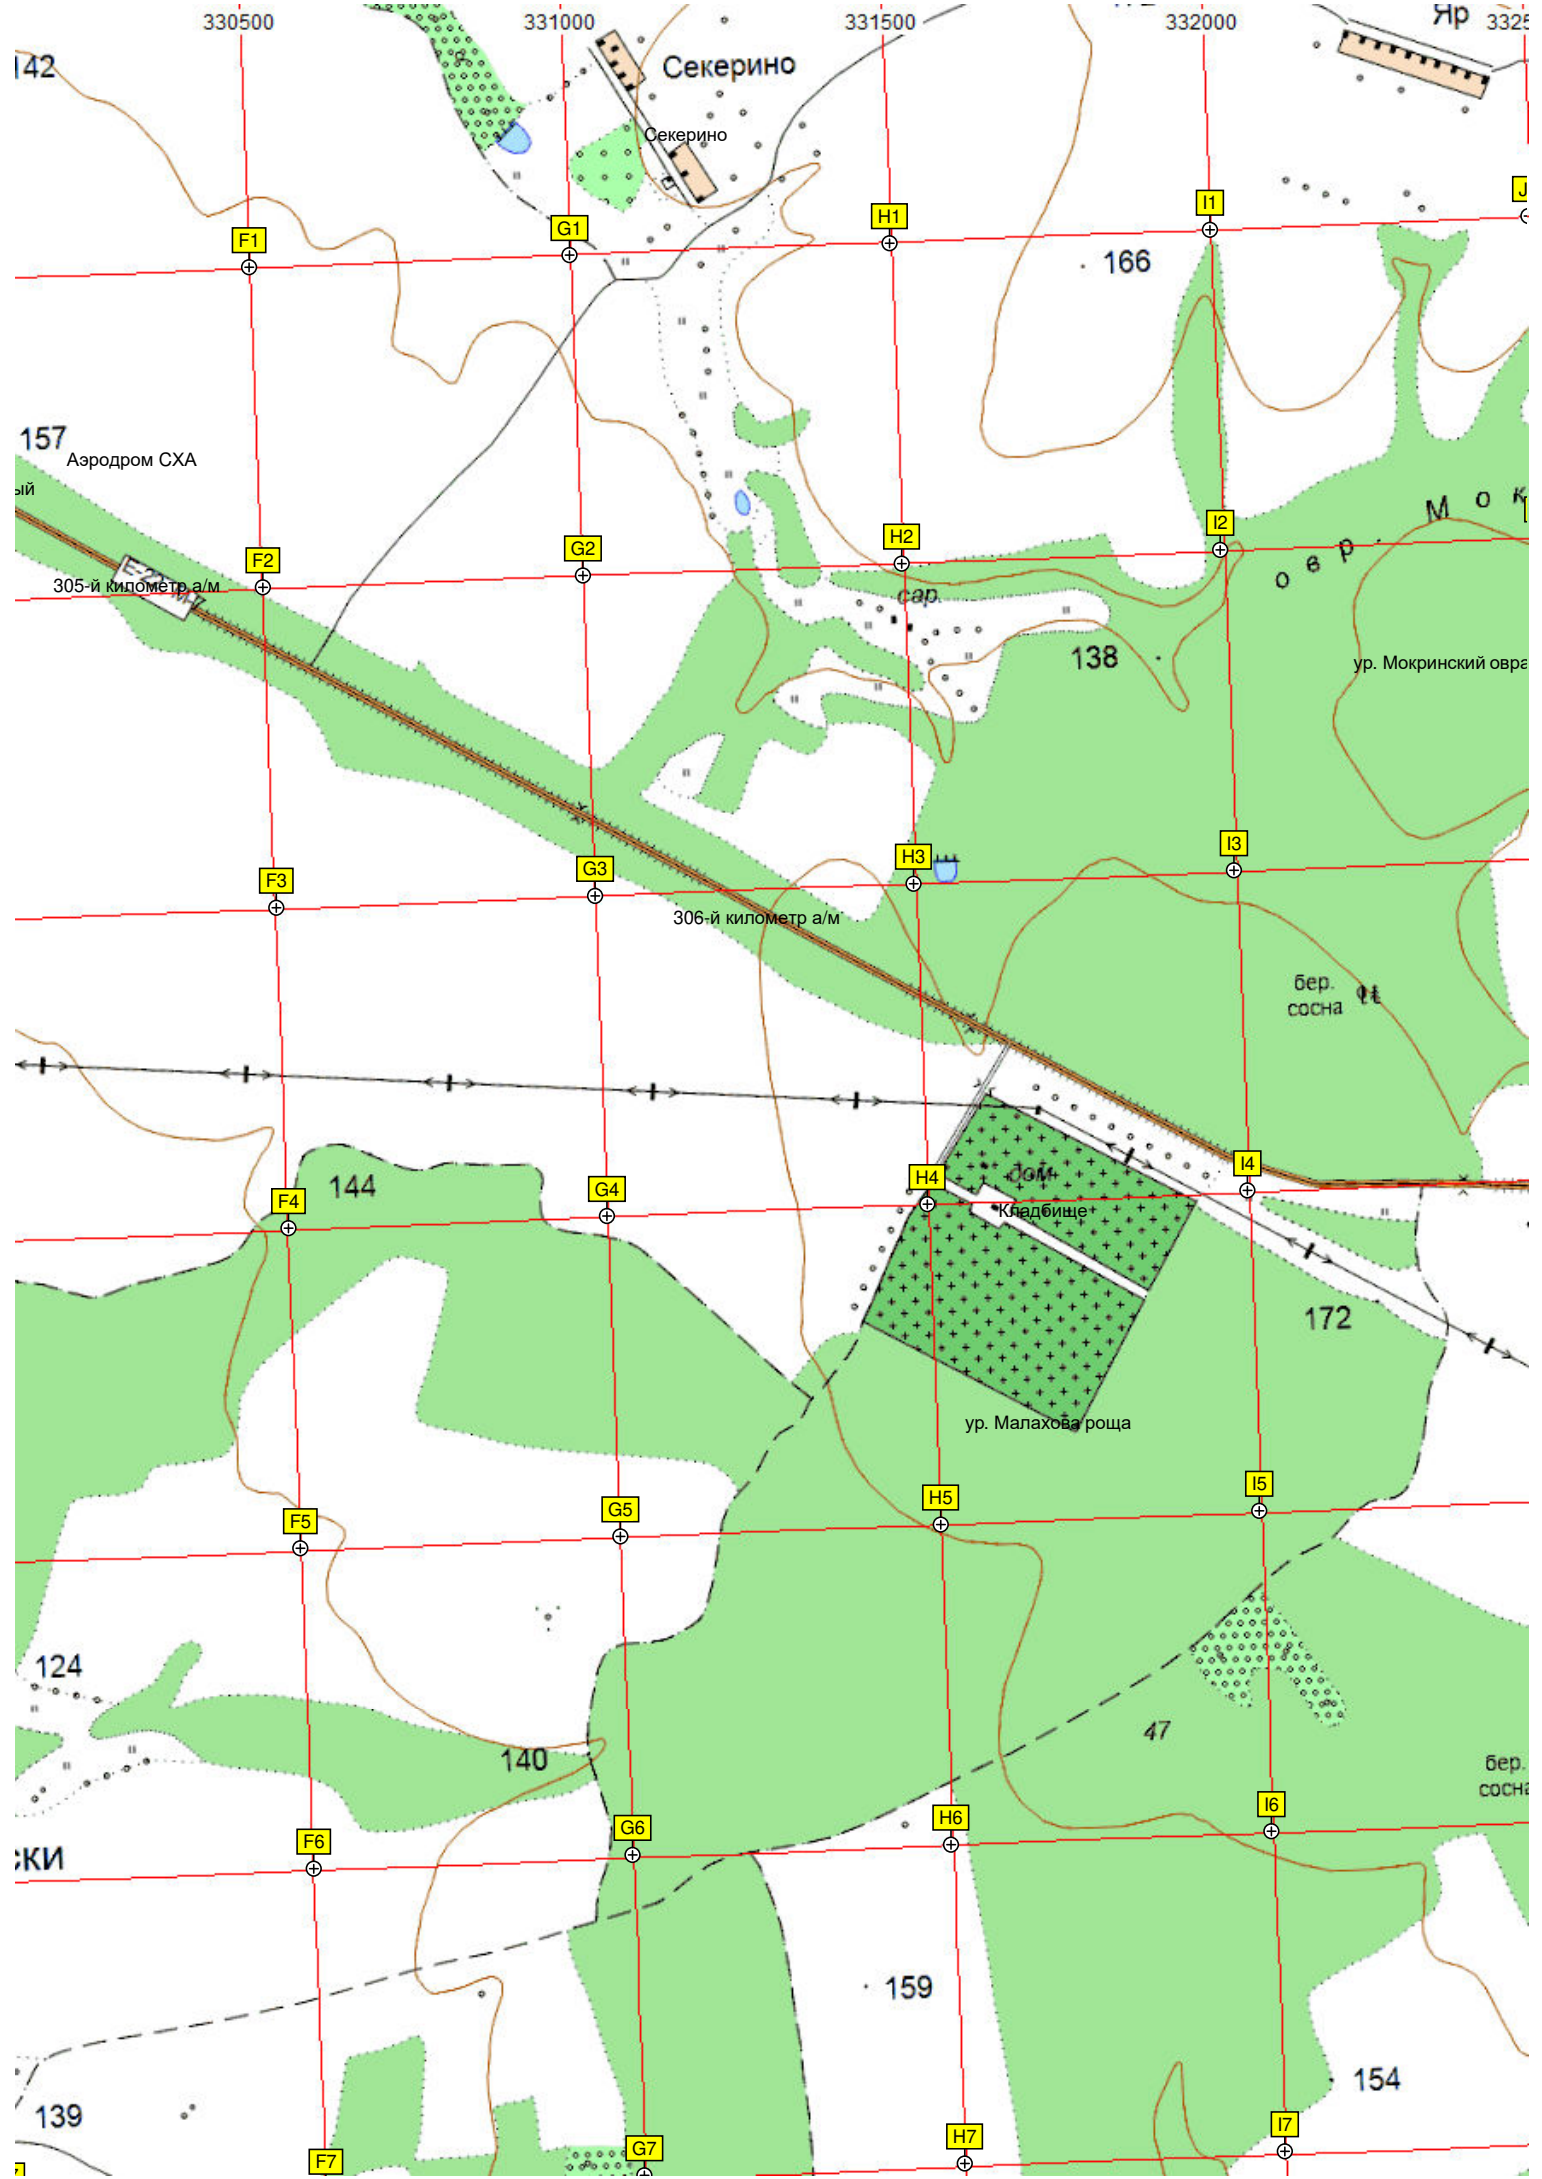 330500 331000 331500 332000
Яр
142
Секерино
Секерино
I1
H1
G1
F1
166
157
Аэродром СХА
ый
М о к
I2
H2
G2
F2
о в р .
305-й километр а/м
сар.
138
ур. Мокринский овра
I3
H3
G3
F3
306-й километр а/м
бер.
сосна
I4
H4
G4
F4
144
дом
Кладбище
172
ур. Малахова роща
I5
H5
G5
F5
124
47
140
бер.
сосна
I6
H6
G6
F6
ски
159
154
139
I7
H7
G7
F7